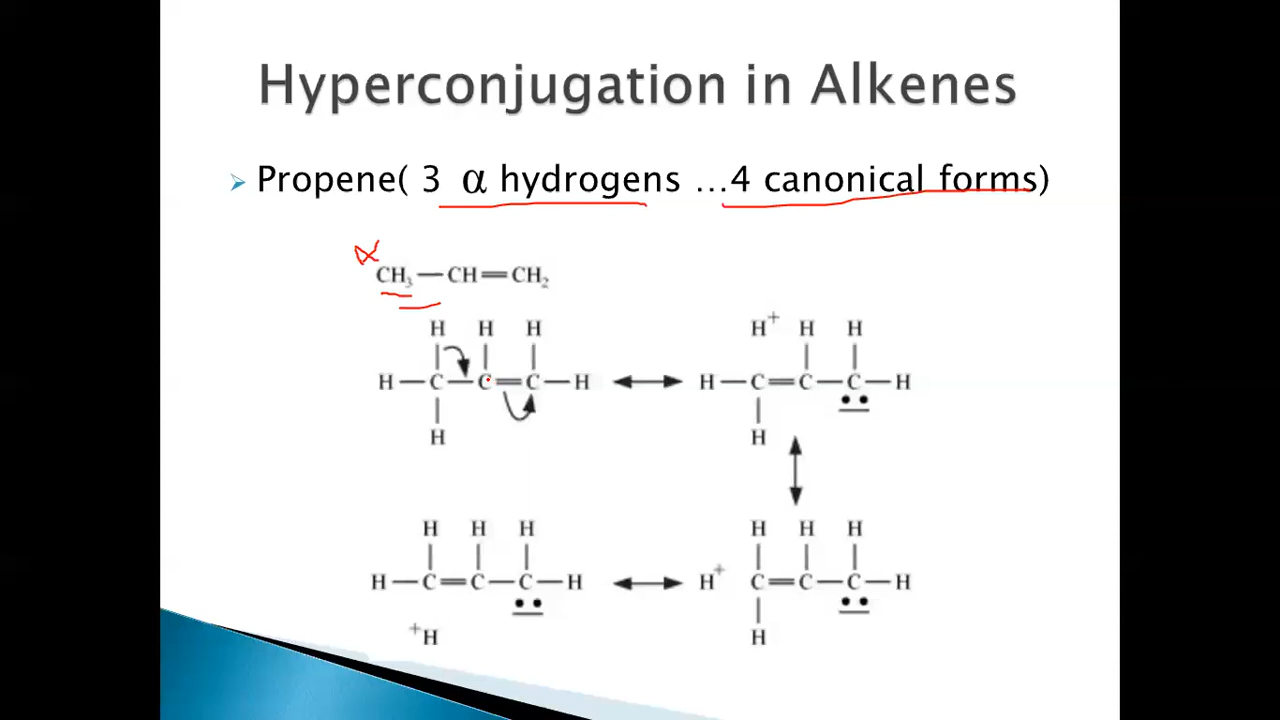 Hyperconjugation in Alkenes
Propene( 3 α hydrogens ...4 canonical forms)
α
CH₃—CH=CH₂
H H H H⁺ H H
H—C—C=C—H H—C=C—C—H
H H
H H H H H H
H—C=C—C—H H⁺ C=C—C—H
⁺H H